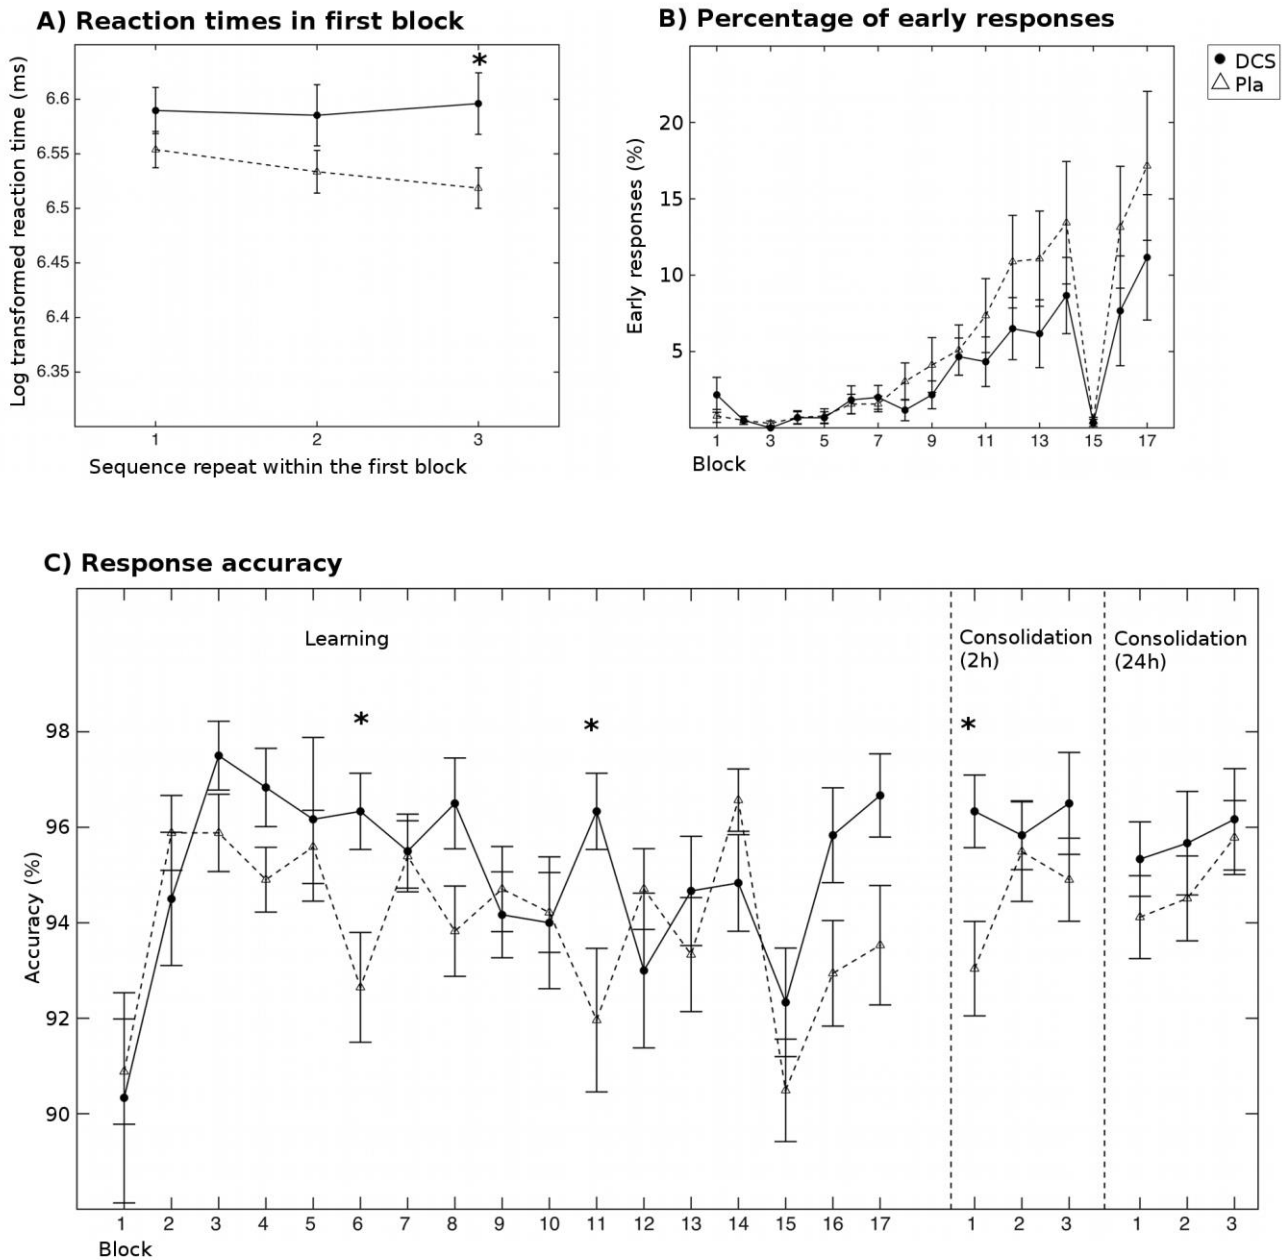 A) Reaction times in first block
Log transformed reaction time (ms)
6.6
6.55
6.5
6.45
6.4
6.35
*
1 2 3
Sequence repeat within the first block
B) Percentage of early responses
Early responses (%)
20
15
10
5
1 3 5 7 9 11 13 15 17
Block
DCS
Pla
C) Response accuracy
Accuracy (%)
98
96
94
92
90
Learning
* *
Consolidation
(2h)
*
Consolidation
(24h)
1 2 3 4 5 6 7 8 9 10 11 12 13 14 15 16 17 1 2 3 1 2 3
Block